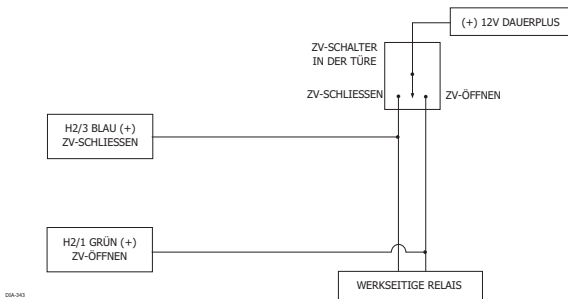 (+) 12V DAUERPLUS
ZV-SCHALTER
IN DER TÜRE
ZV-SCHLIESSEN
ZV-ÖFFNEN
H2/3 BLAU (+)
ZV-SCHLIESSEN
H2/1 GRÜN (+)
ZV-ÖFFNEN
WERKSEITIGE RELAIS
DIA-343